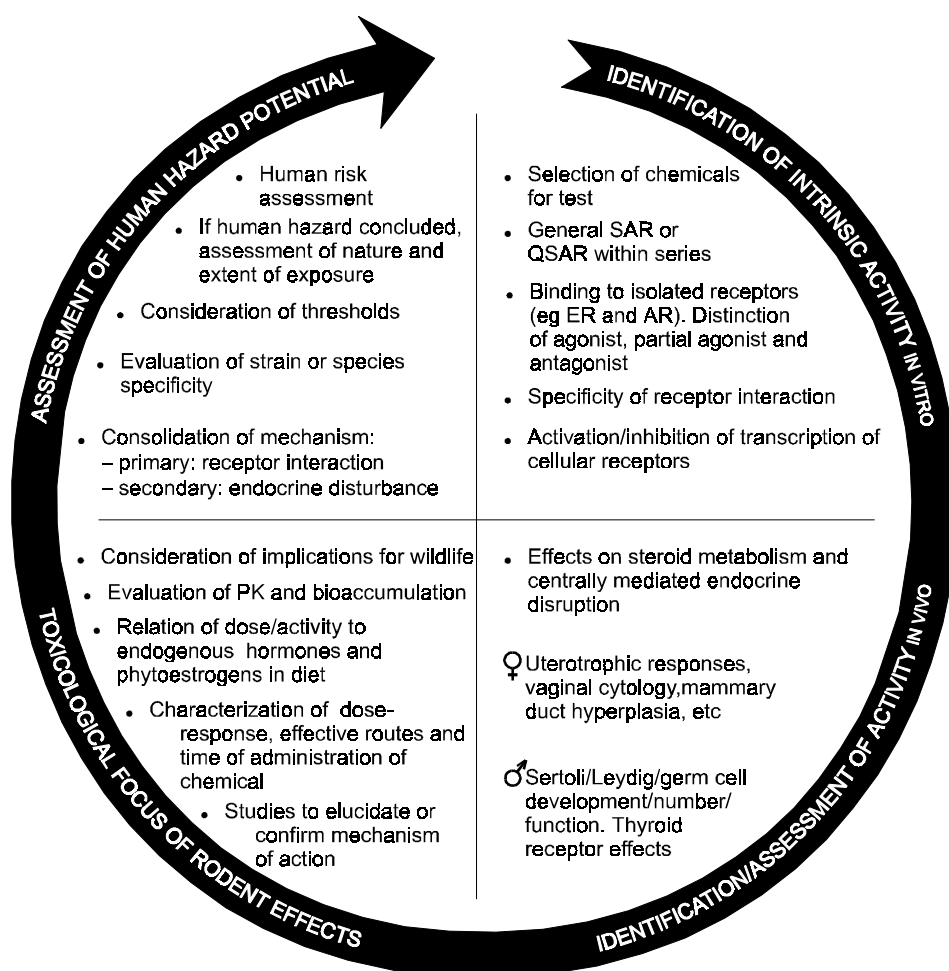 IDENTIFICATION OF INTRINSIC ACTIVITY IN VITRO
• Selection of chemicals
for test
• General SAR or
QSAR within series
• Binding to isolated receptors
(eg ER and AR). Distinction
of agonist, partial agonist and
antagonist
• Specificity of receptor interaction
• Activation/inhibition of transcription of
cellular receptors
IDENTIFICATION/ASSESSMENT OF ACTIVITY IN VIVO
• Effects on steroid metabolism and
centrally mediated endocrine
disruption
♀ Uterotrophic responses,
vaginal cytology,mammary
duct hyperplasia, etc
♂ Sertoli/Leydig/germ cell
development/number/
function. Thyroid
receptor effects
TOXICOLOGICAL FOCUS OF RODENT EFFECTS
• Consideration of implications for wildlife
• Evaluation of PK and bioaccumulation
• Relation of dose/activity to
endogenous hormones and
phytoestrogens in diet
• Characterization of dose-
response, effective routes and
time of administration of
chemical
• Studies to elucidate or
confirm mechanism
of action
ASSESSMENT OF HUMAN HAZARD POTENTIAL
• Human risk
assessment
• If human hazard concluded,
assessment of nature and
extent of exposure
• Consideration of thresholds
• Evaluation of strain or species
specificity
• Consolidation of mechanism:
– primary: receptor interaction
– secondary: endocrine disturbance